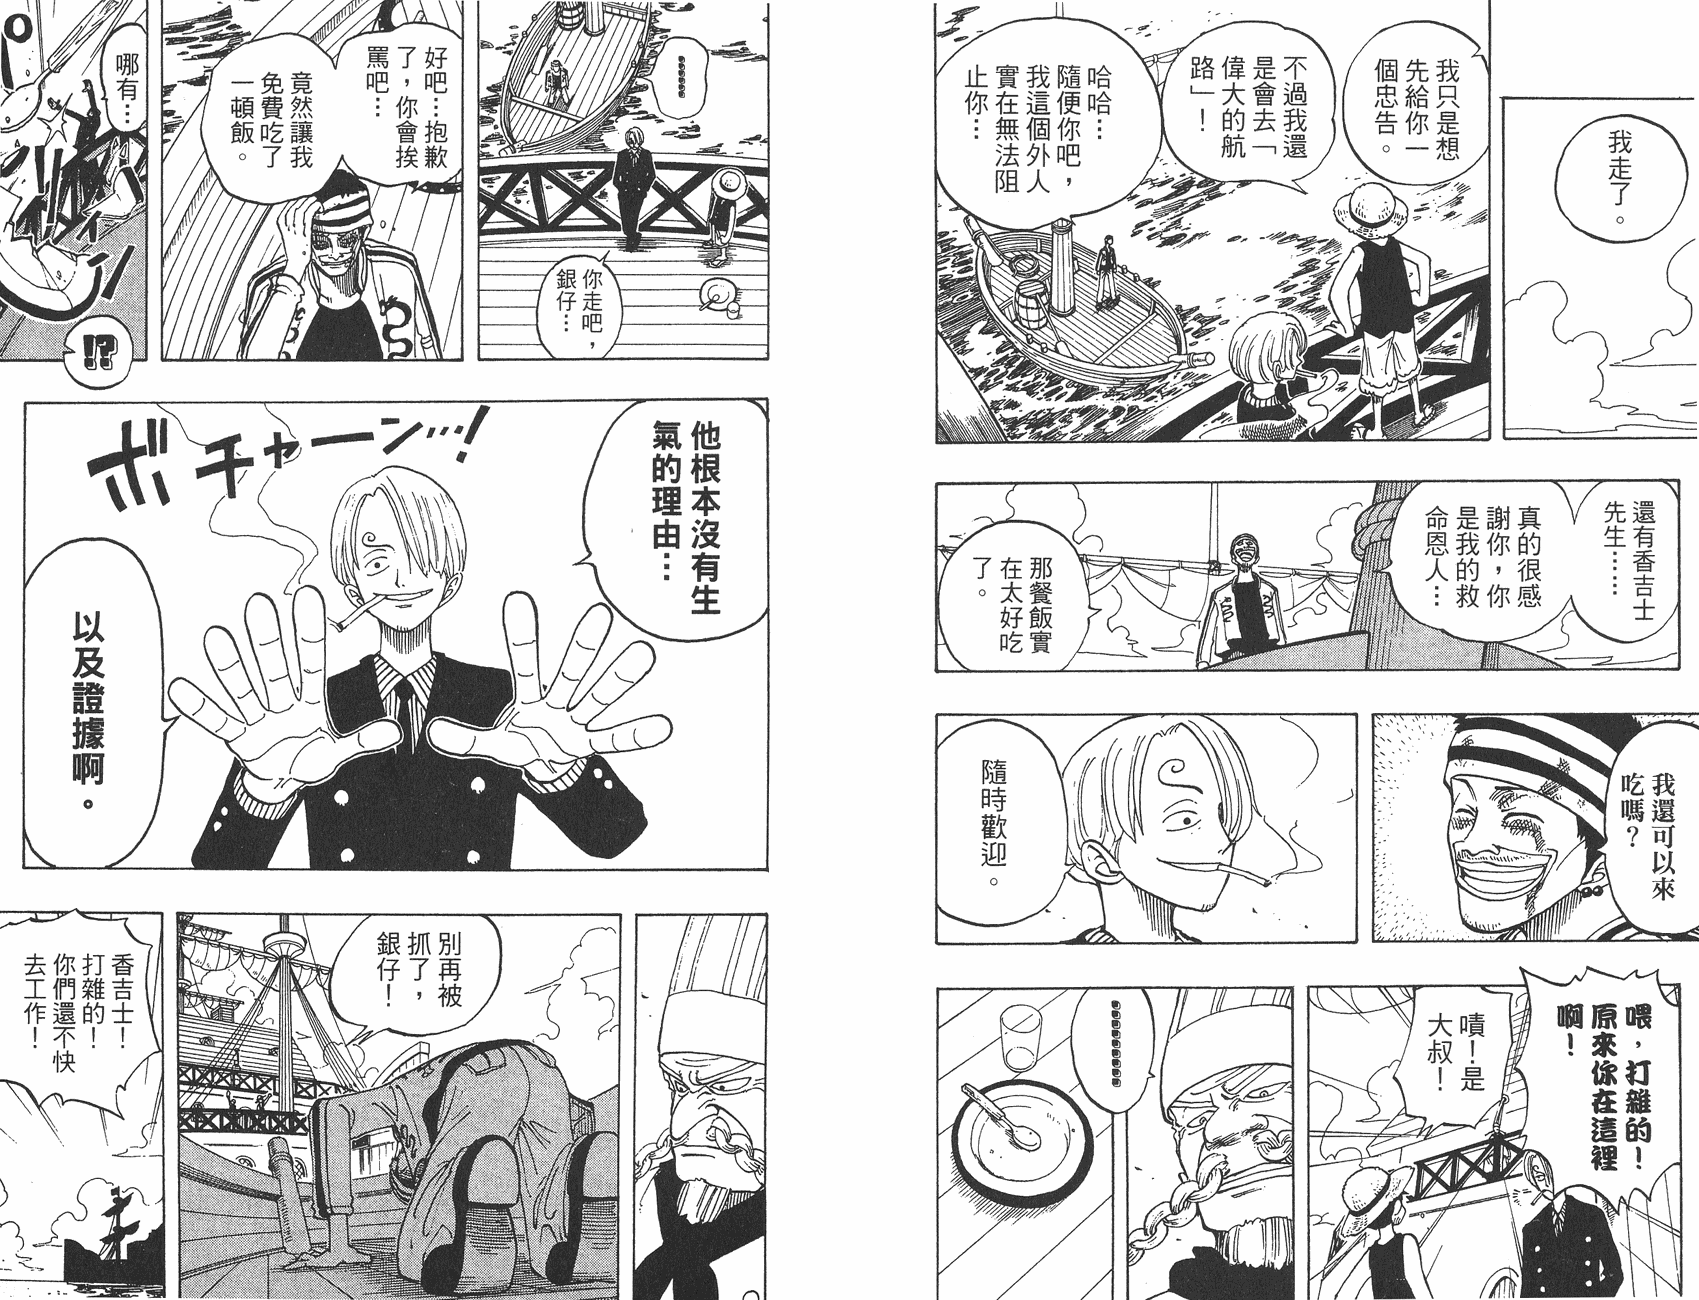 我走了。
我只是想
先給你一
個忠告。
不過我還
是會去「
偉大的航
路」！
哈哈…
隨便你吧，
我這個外人
實在無法阻
止你…
還有香吉士
先生……
真的很感
謝你，你
是我的救
命恩人…
那餐飯實
在太好吃
了。
我還可以來
吃嗎？
隨時歡迎。
喂，打雜的！
原來你在這裡
啊！
嘖！是
大叔！
………
……
你走吧，
銀仔…
好吧…抱歉
了，你會挨
罵吧…
竟然讓我
免費吃了
一頓飯。
哪有…
!?
他根本沒有生
氣的理由…
ボチャーン…!
以及證據啊。
別再被
抓了，
銀仔！
香吉士！
打雜的！
你們還不快
去工作！